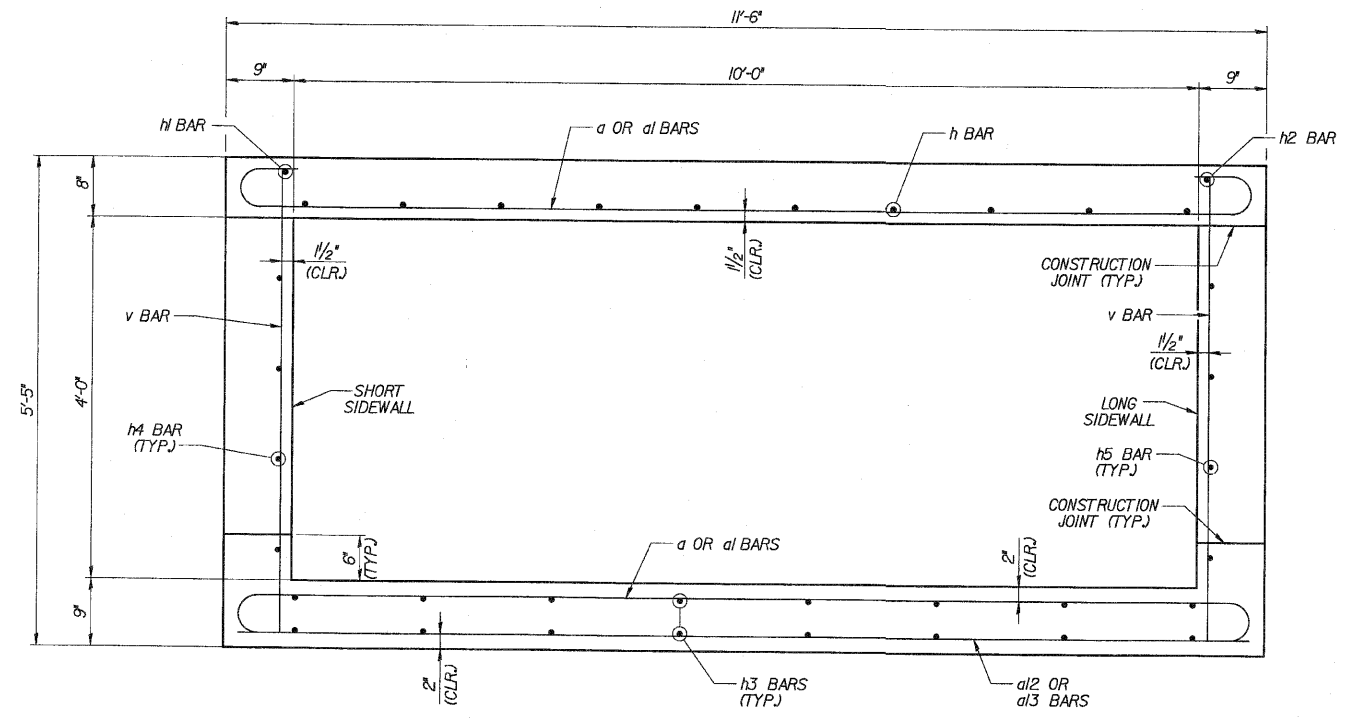 11'-6"
9"
10'-0"
9"
h1 BAR
a OR a1 BARS
h BAR
h2 BAR
8"
1 1/2"
(CLR.)
1 1/2"
(CLR.)
CONSTRUCTION
JOINT (TYP.)
v BAR
v BAR
1 1/2"
(CLR.)
5'-5"
4'-0"
SHORT
SIDEWALL
LONG
SIDEWALL
h4 BAR
(TYP.)
h5 BAR
(TYP.)
CONSTRUCTION
JOINT (TYP.)
6"
(TYP.)
a OR a1 BARS
2"
(CLR.)
9"
2"
(CLR.)
h3 BARS
(TYP.)
a12 OR
a13 BARS